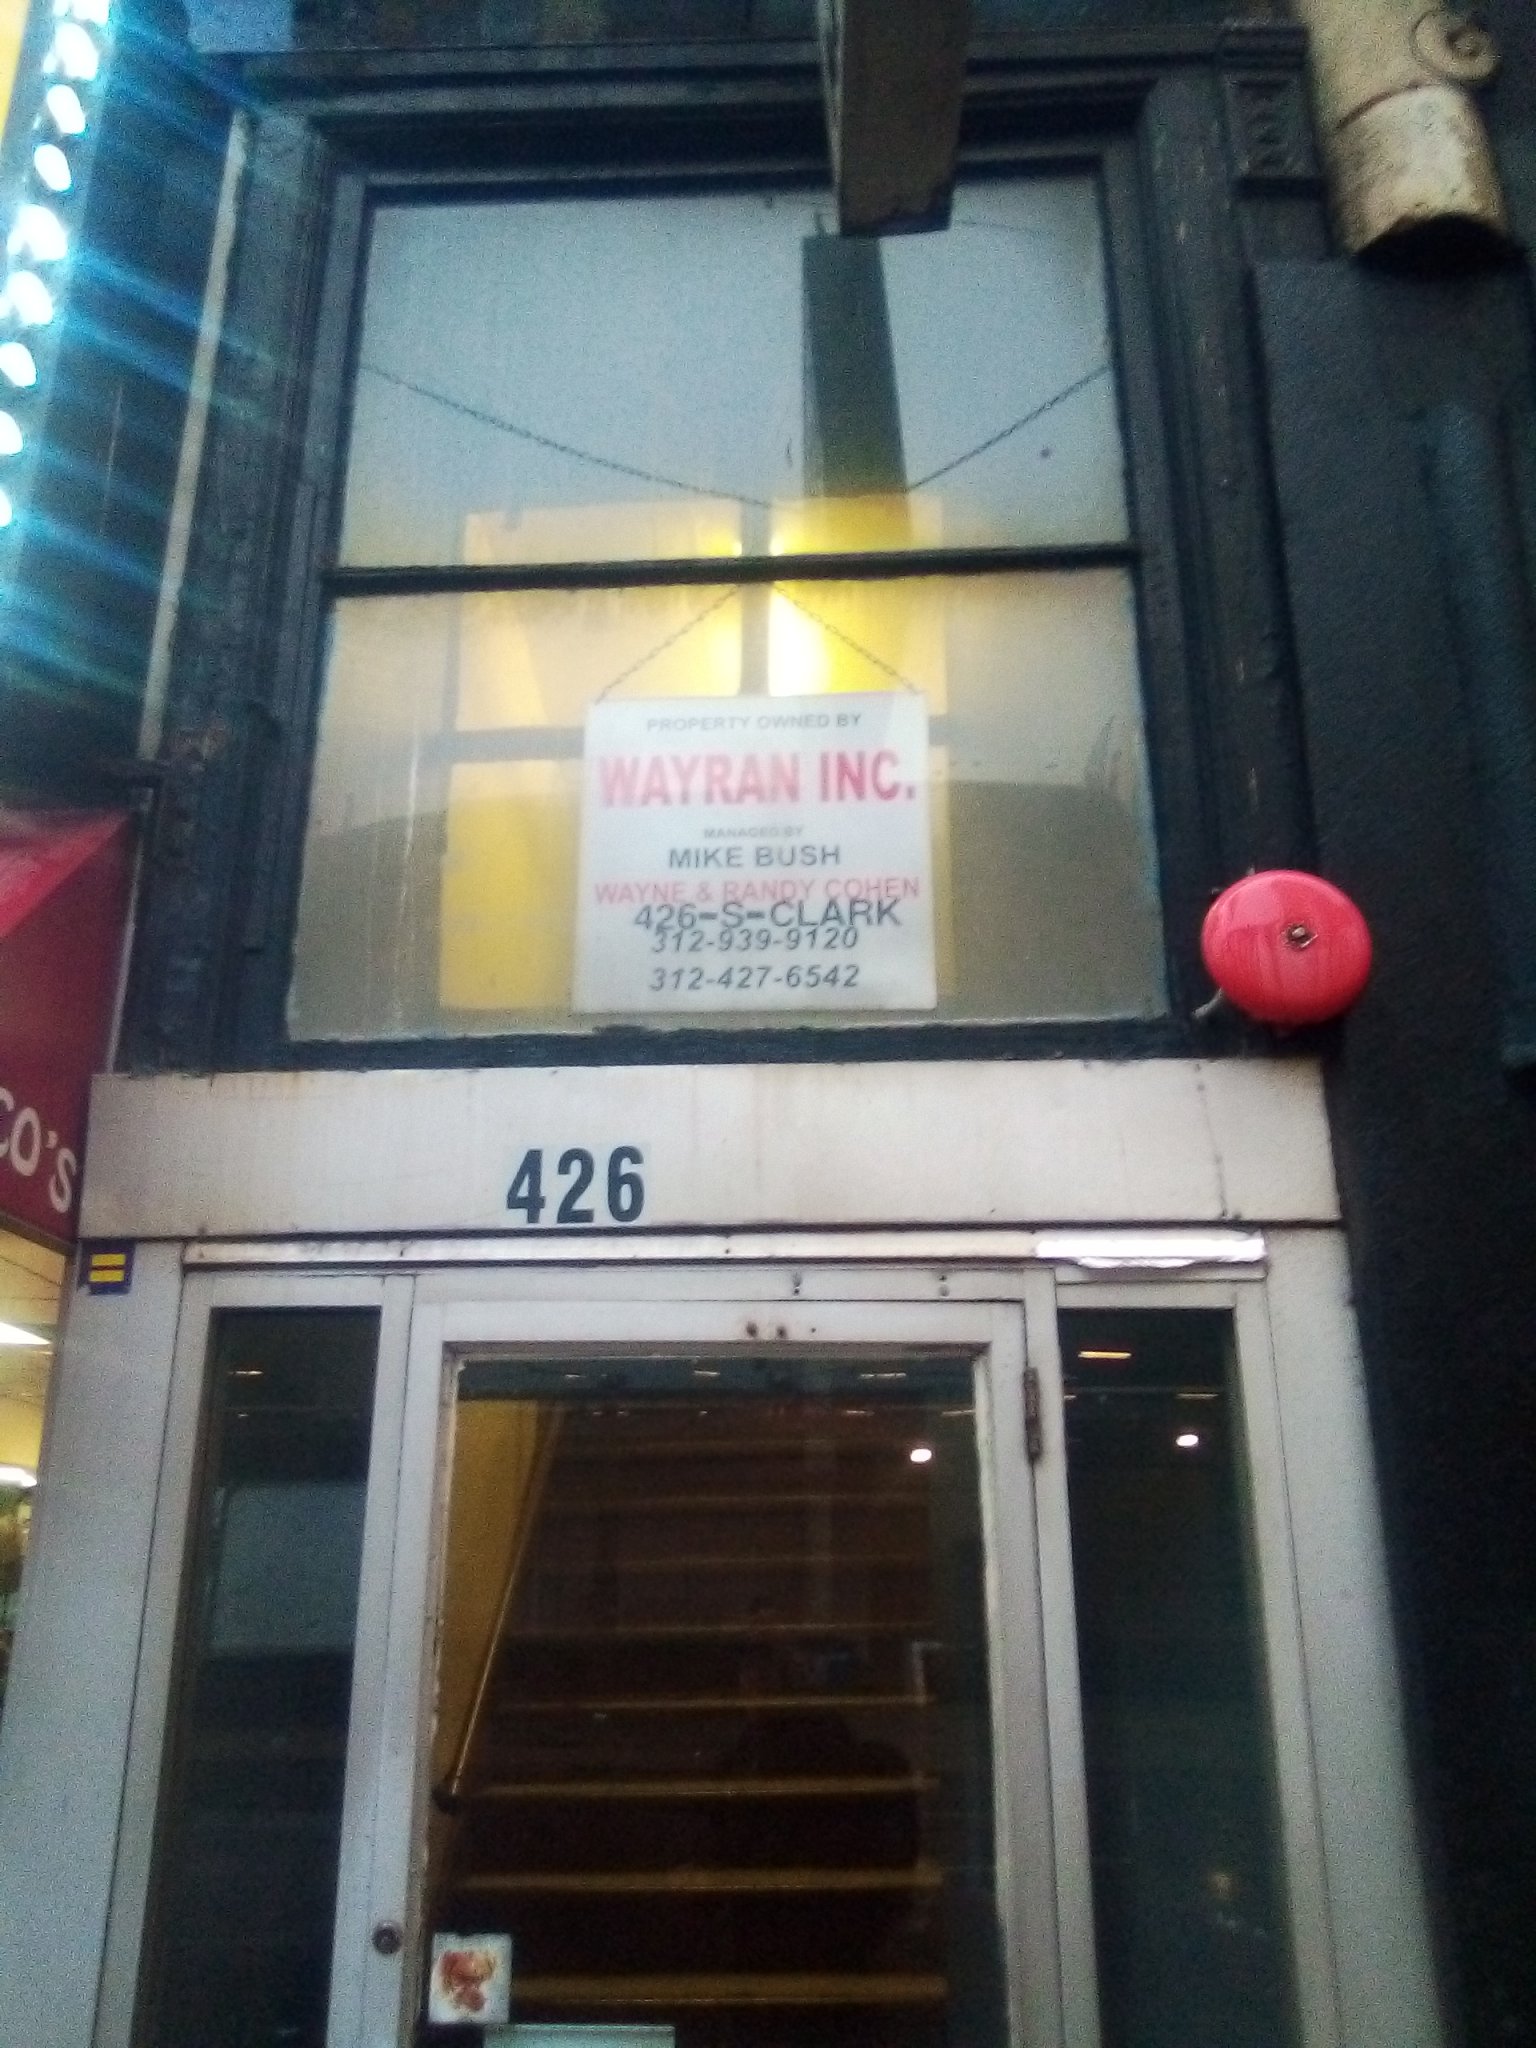 PROPERTY OWNED BY
WAYRAN INC.
MANAGED BY
MIKE BUSH
WAYNE & RANDY COHEN
426-S-CLARK
312-939-9120
312-427-6542
CO'S
426